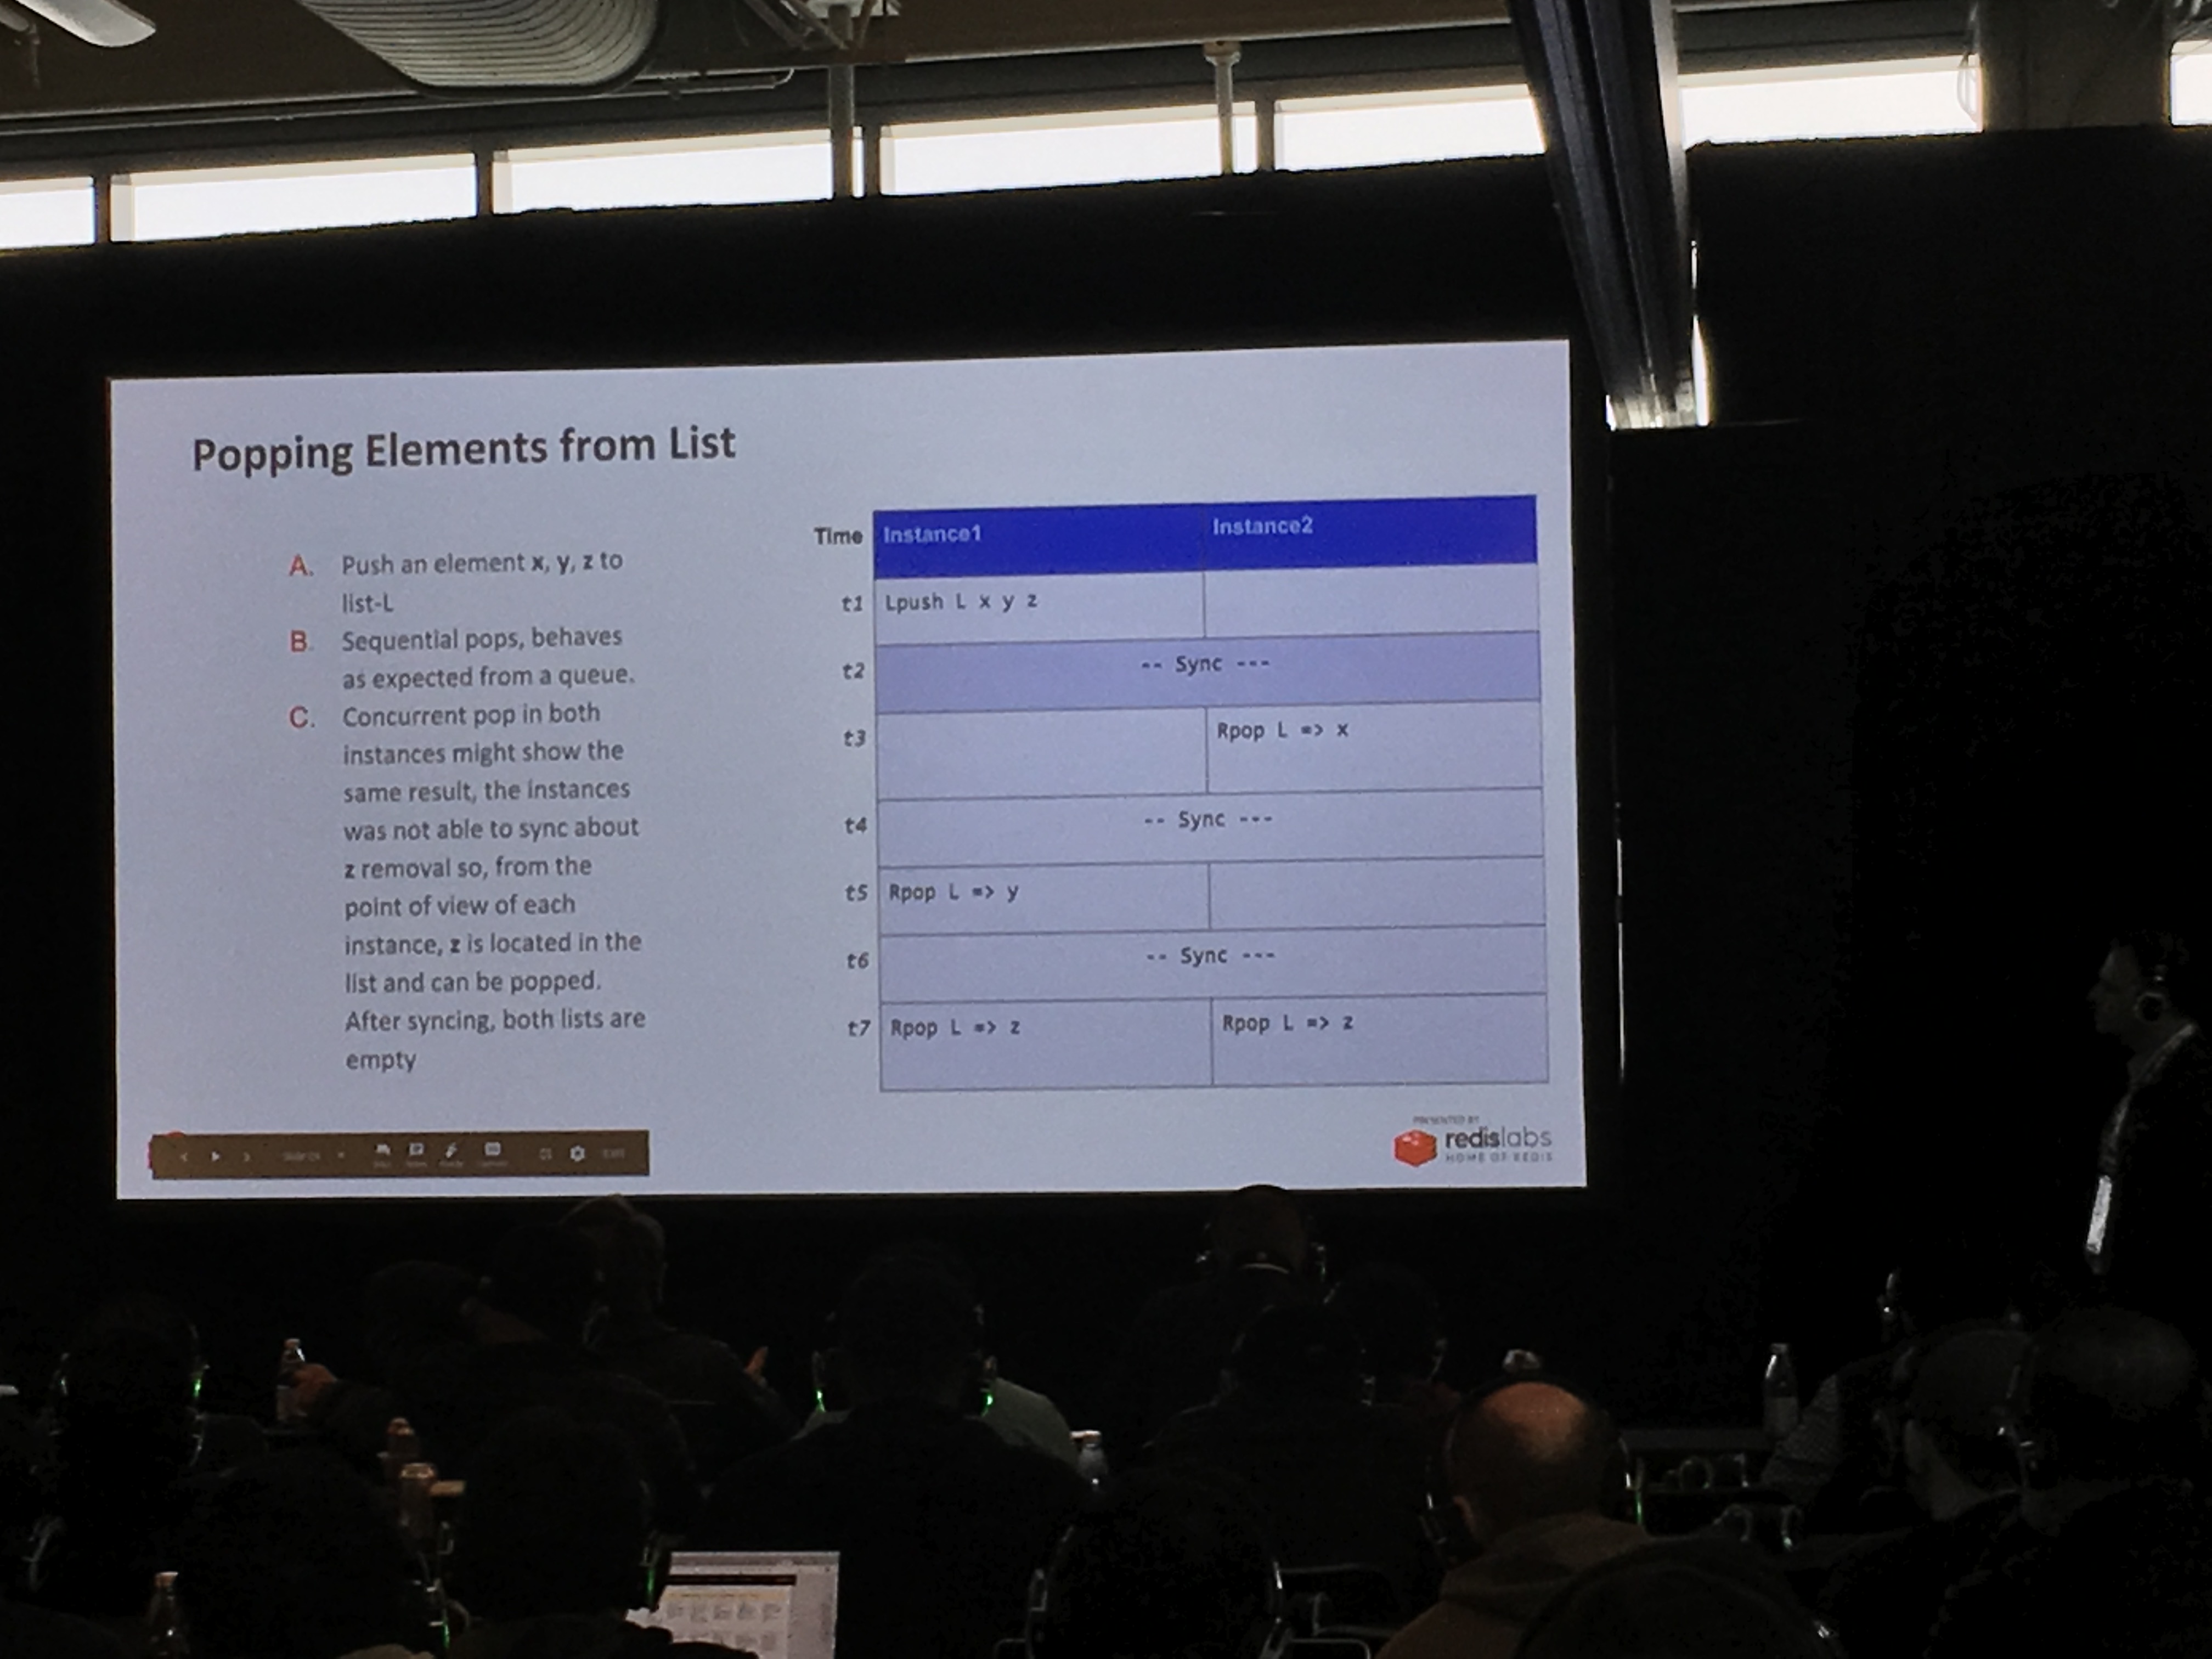 Popping Elements from List
A. Push an element x, y, z to
list-L
B. Sequential pops, behaves
as expected from a queue.
C. Concurrent pop in both
instances might show the
same result, the instances
was not able to sync about
z removal so, from the
point of view of each
instance, z is located in the
list and can be popped.
After syncing, both lists are
empty
Time Instance1 Instance2
t1 Lpush L x y z
t2 -- Sync ---
t3 Rpop L => x
t4 -- Sync ---
t5 Rpop L => y
t6 -- Sync ---
t7 Rpop L => z Rpop L => z
PRESENTED BY
redislabs
HOME OF REDIS